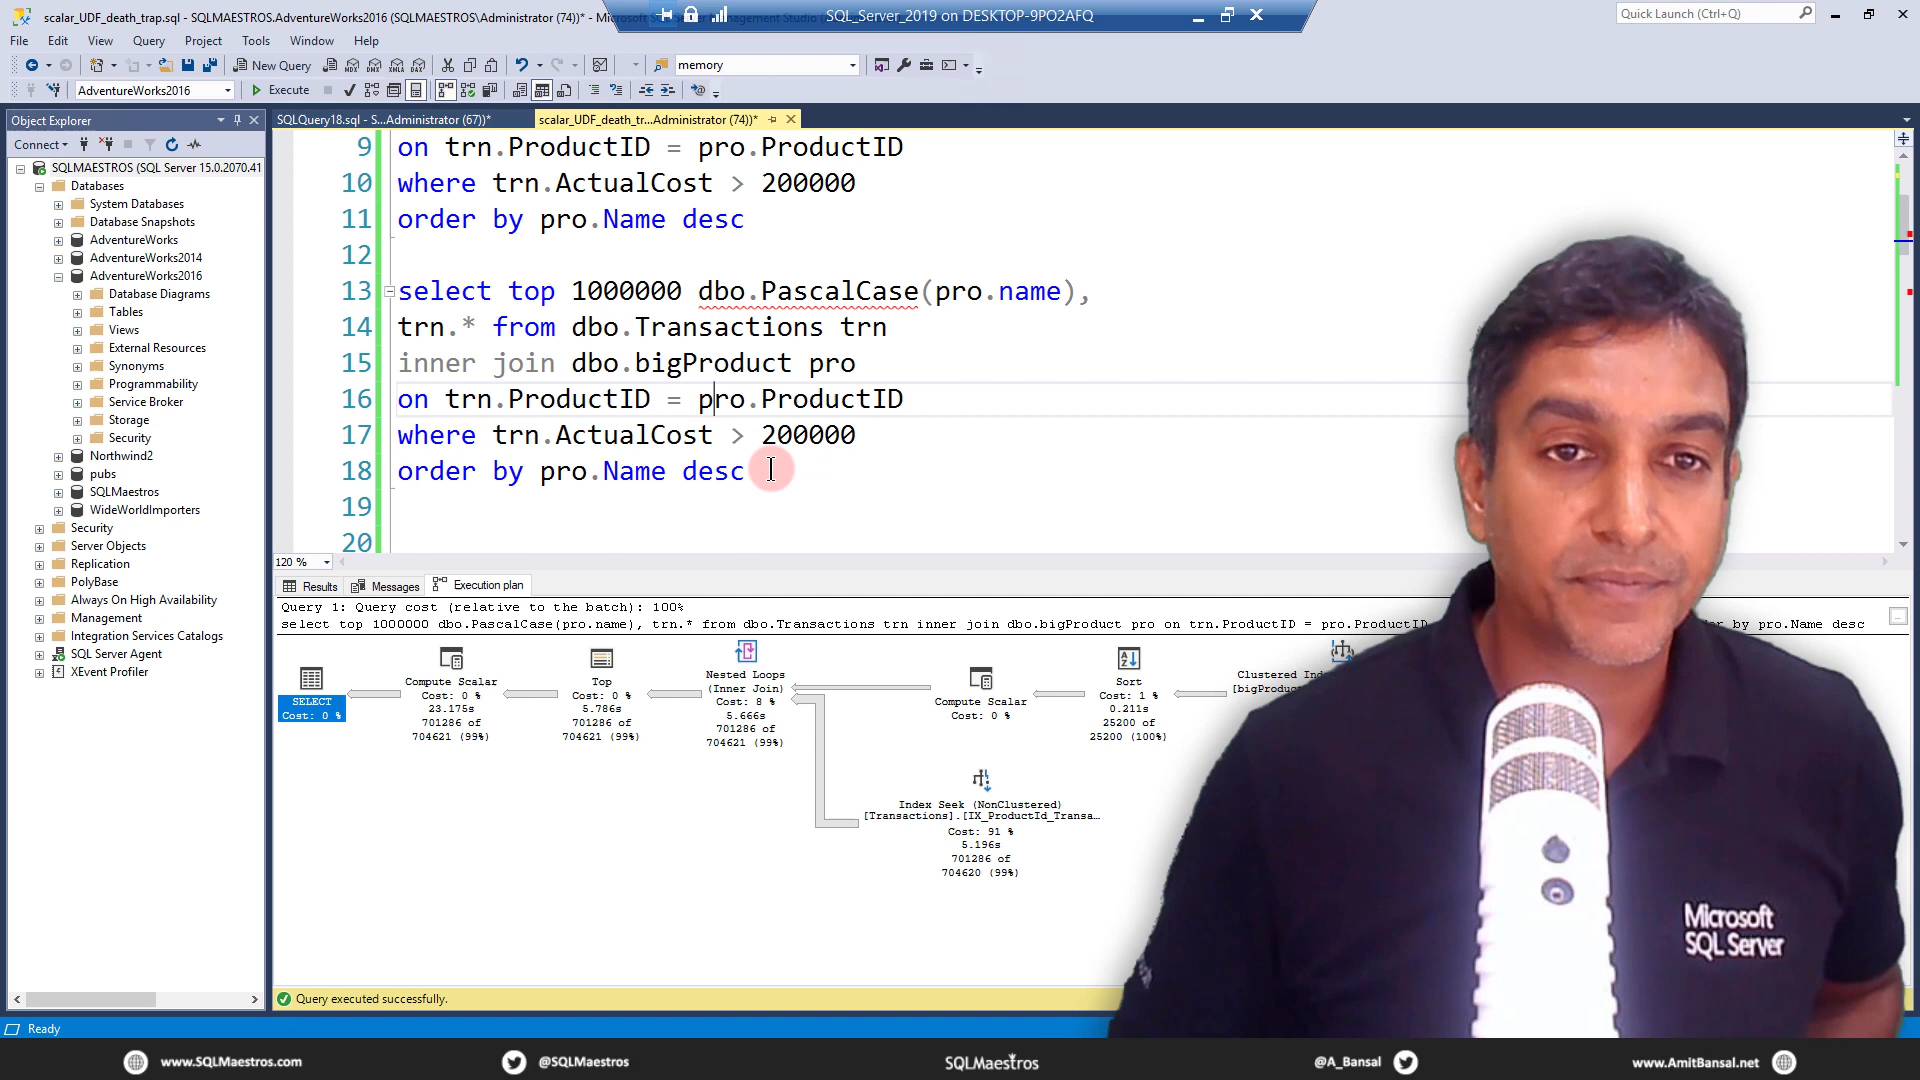 scalar_UDF_death_trap.sql - SQLMAESTROS.AdventureWorks2016 (SQLMAESTROS\Administrator (74))*
SQL_Server_2019 on DESKTOP-9PO2AFQ
Quick Launch (Ctrl+Q)
File Edit View Query Project Tools Window Help
New Query
memory
AdventureWorks2016
Execute
Object Explorer
SQLQuery18.sql - S...Administrator (67))*
scalar_UDF_death_tr...Administrator (74))*
Connect
SQLMAESTROS (SQL Server 15.0.2070.41
Databases
System Databases
Database Snapshots
AdventureWorks
AdventureWorks2014
AdventureWorks2016
Database Diagrams
Tables
Views
External Resources
Synonyms
Programmability
Service Broker
Storage
Security
Northwind2
pubs
SQLMaestros
WideWorldImporters
Security
Server Objects
Replication
PolyBase
Always On High Availability
Management
Integration Services Catalogs
SQL Server Agent
XEvent Profiler
9 on trn.ProductID = pro.ProductID
10 where trn.ActualCost > 200000
11 order by pro.Name desc
12
13 select top 1000000 dbo.PascalCase(pro.name),
14 trn.* from dbo.Transactions trn
15 inner join dbo.bigProduct pro
16 on trn.ProductID = pro.ProductID
17 where trn.ActualCost > 200000
18 order by pro.Name desc
19
20
120 %
Results Messages Execution plan
Query 1: Query cost (relative to the batch): 100%
select top 1000000 dbo.PascalCase(pro.name), trn.* from dbo.Transactions trn inner join dbo.bigProduct pro on trn.ProductID = pro.ProductID
er by pro.Name desc
SELECT
Cost: 0 %
Compute Scalar
Cost: 0 %
23.175s
701286 of
704621 (99%)
Top
Cost: 0 %
5.786s
701286 of
704621 (99%)
Nested Loops
(Inner Join)
Cost: 8 %
5.666s
701286 of
704621 (99%)
Compute Scalar
Cost: 0 %
Sort
Cost: 1 %
0.211s
25200 of
25200 (100%)
Clustered Ind
[bigProduc
Index Seek (NonClustered)
[Transactions].[IX_ProductId_Transa...
Cost: 91 %
5.196s
701286 of
704620 (99%)
Query executed successfully.
Ready
Microsoft
SQL Server
www.SQLMaestros.com
@SQLMaestros
SQLMaestros
@A_Bansal
www.AmitBansal.net